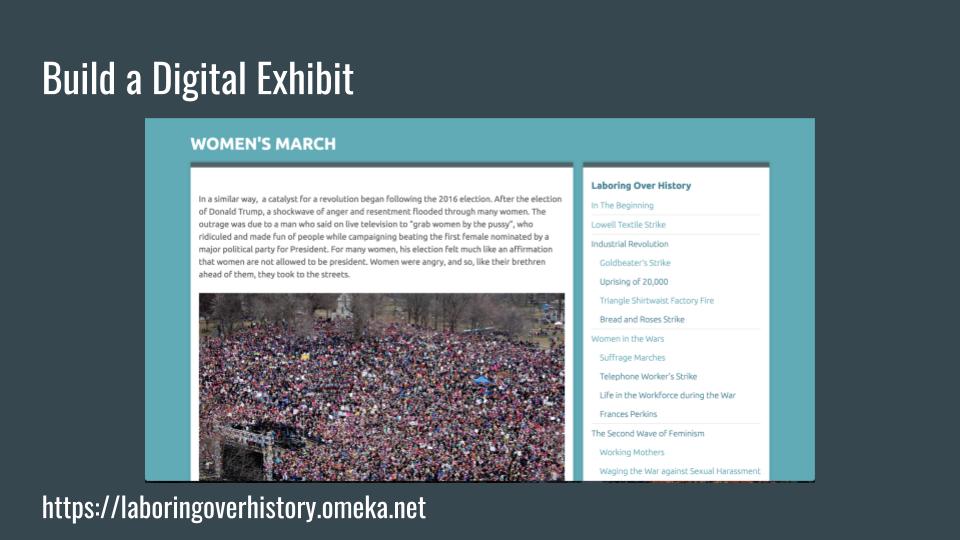 Build a Digital Exhibit
WOMEN'S MARCH
In a similar way,  a catalyst for a revolution began following the 2016 election. After the election
of Donald Trump, a shockwave of anger and resentment flooded through many women. The
outrage was due to a man who said on live television to "grab women by the pussy", who
ridiculed and made fun of people while campaigning beating the first female nominated by a
major political party for President. For many women, his election felt much like an affirmation
that women are not allowed to be president. Women were angry, and so, like their brethren
ahead of them, they took to the streets.
Laboring Over History
In The Beginning
Lowell Textile Strike
Industrial Revolution
Goldbeater's Strike
Uprising of 20,000
Triangle Shirtwaist Factory Fire
Bread and Roses Strike
Women in the Wars
Suffrage Marches
Telephone Worker's Strike
Life in the Workforce during the War
Frances Perkins
The Second Wave of Feminism
Working Mothers
Waging the War against Sexual Harassment
https://laboringoverhistory.omeka.net